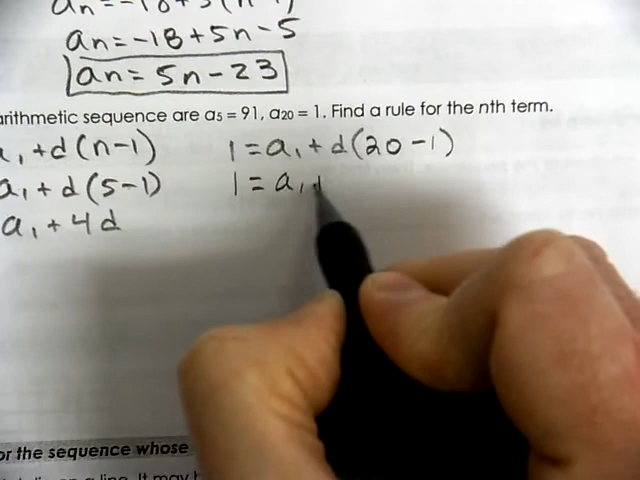 an = -18 + 5n - 5
an = 5n - 23
arithmetic sequence are a5 = 91, a20 = 1. Find a rule for the nth term.
a1 + d(n-1) 1 = a1 + d(20-1)
a1 + d(5-1) 1 = a1
a1 + 4d
or the sequence whose